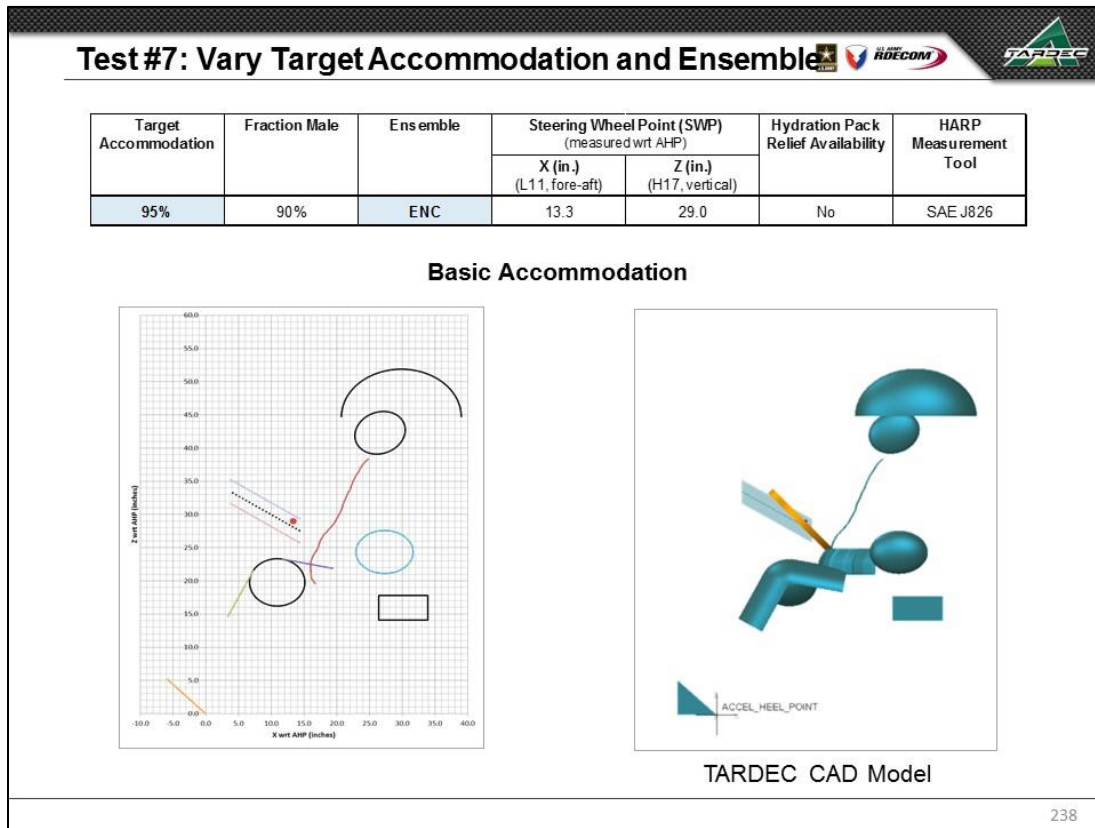 Test #7: Vary Target Accommodation and Ensemble
U.S. ARMY
RDECOM
TARDEC
Target Accommodation
Fraction Male
Ensemble
Steering Wheel Point (SWP)
(measured wrt AHP)
Hydration Pack
Relief Availability
HARP
Measurement
Tool
X (in.)
(L11, fore-aft)
Z (in.)
(H17, vertical)
95%
90%
ENC
13.3
29.0
No
SAE J826
Basic Accommodation
60.0
55.0
50.0
45.0
40.0
35.0
30.0
25.0
20.0
15.0
10.0
5.0
0.0
Z wrt AHP (inches)
-10.0 -5.0 0.0 5.0 10.0 15.0 20.0 25.0 30.0 35.0 40.0
X wrt AHP (inches)
ACCEL_HEEL_POINT
TARDEC CAD Model
238